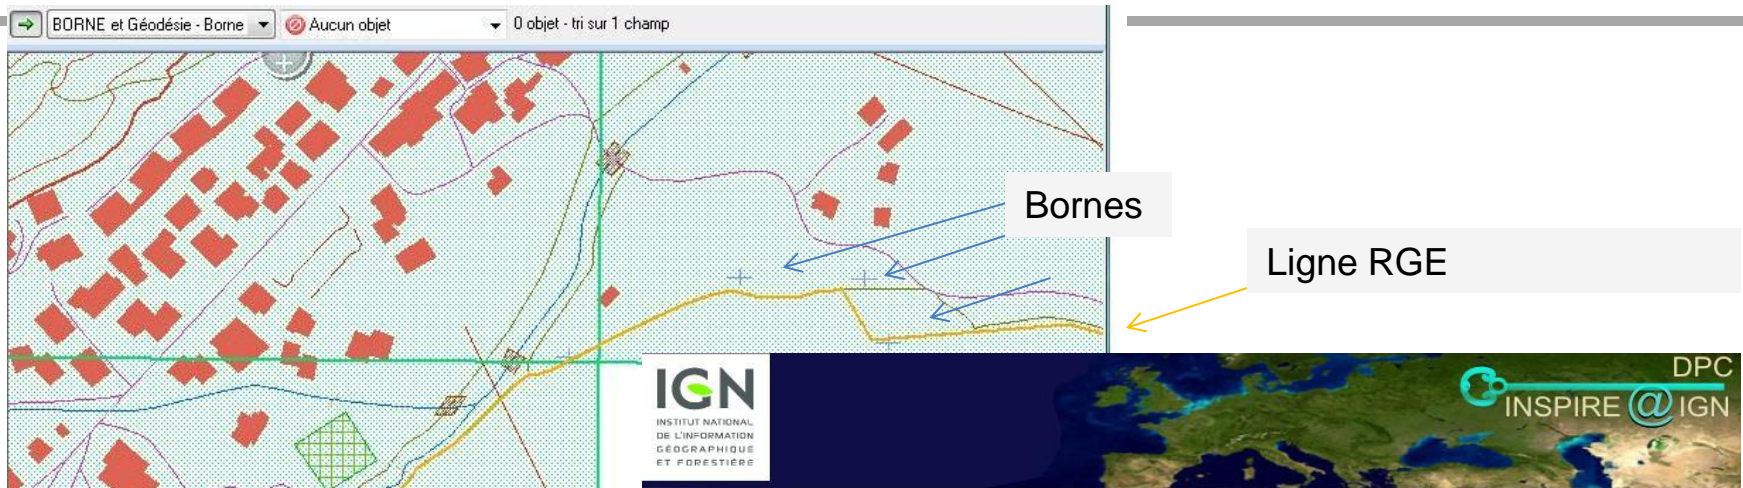 BORNE et Géodésie - Borne
Aucun objet
0 objet - tri sur 1 champ
Bornes
Ligne RGE
IGN
INSTITUT NATIONAL
DE L'INFORMATION
GÉOGRAPHIQUE
ET FORESTIÈRE
DPC
INSPIRE @ IGN